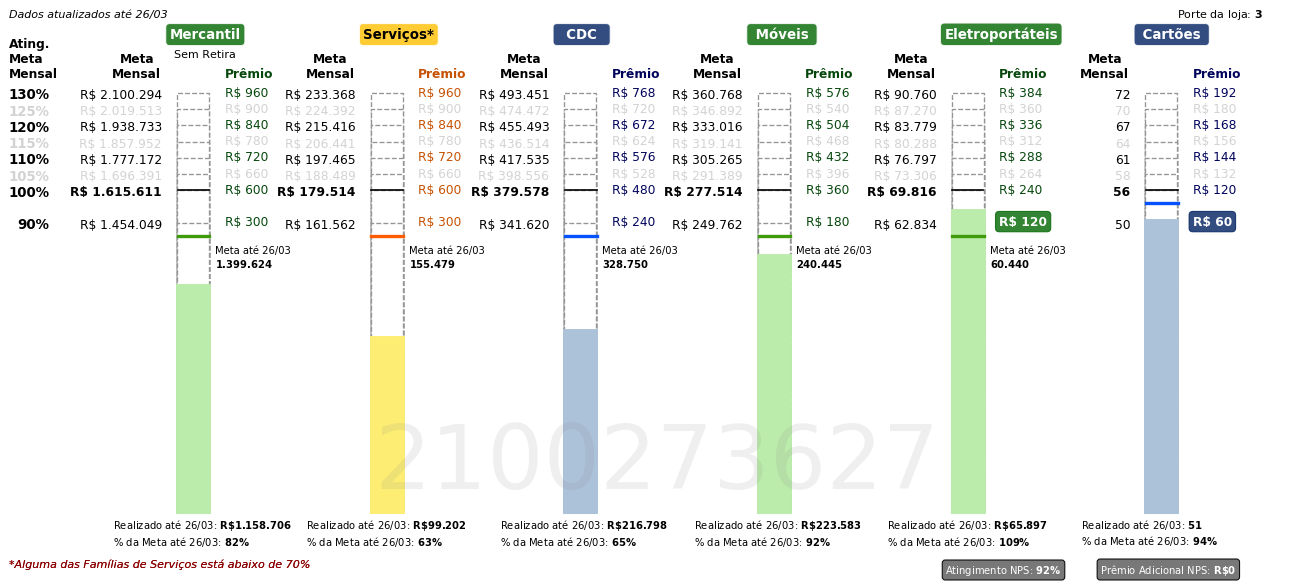 Dados atualizados até 26/03 Porte da loja: 3
Mercantil Serviços* CDC Móveis Eletroportáteis Cartões
Sem Retira
Ating. Meta Mensal Meta Mensal Prêmio Meta Mensal Prêmio Meta Mensal Prêmio Meta Mensal Prêmio Meta Mensal Prêmio Meta Mensal Prêmio
130% R$ 2.100.294 R$ 960 R$ 233.368 R$ 960 R$ 493.451 R$ 768 R$ 360.768 R$ 576 R$ 90.760 R$ 384 72 R$ 192
125% R$ 2.019.513 R$ 900 R$ 224.392 R$ 900 R$ 474.472 R$ 720 R$ 346.892 R$ 540 R$ 87.270 R$ 360 70 R$ 180
120% R$ 1.938.733 R$ 840 R$ 215.416 R$ 840 R$ 455.493 R$ 672 R$ 333.016 R$ 504 R$ 83.779 R$ 336 67 R$ 168
115% R$ 1.857.952 R$ 780 R$ 206.441 R$ 780 R$ 436.514 R$ 624 R$ 319.141 R$ 468 R$ 80.288 R$ 312 64 R$ 156
110% R$ 1.777.172 R$ 720 R$ 197.465 R$ 720 R$ 417.535 R$ 576 R$ 305.265 R$ 432 R$ 76.797 R$ 288 61 R$ 144
105% R$ 1.696.391 R$ 660 R$ 188.489 R$ 660 R$ 398.556 R$ 528 R$ 291.389 R$ 396 R$ 73.306 R$ 264 58 R$ 132
100% R$ 1.615.611 R$ 600 R$ 179.514 R$ 600 R$ 379.578 R$ 480 R$ 277.514 R$ 360 R$ 69.816 R$ 240 56 R$ 120
90% R$ 1.454.049 R$ 300 R$ 161.562 R$ 300 R$ 341.620 R$ 240 R$ 249.762 R$ 180 R$ 62.834 R$ 120 50 R$ 60
Meta até 26/03 Meta até 26/03 Meta até 26/03 Meta até 26/03 Meta até 26/03
1.399.624 155.479 328.750 240.445 60.440
2100273627
Realizado até 26/03: R$1.158.706 Realizado até 26/03: R$99.202 Realizado até 26/03: R$216.798 Realizado até 26/03: R$223.583 Realizado até 26/03: R$65.897 Realizado até 26/03: 51
% da Meta até 26/03: 82% % da Meta até 26/03: 63% % da Meta até 26/03: 65% % da Meta até 26/03: 92% % da Meta até 26/03: 109% % da Meta até 26/03: 94%
*Alguma das Famílias de Serviços está abaixo de 70% Atingimento NPS: 92% Prêmio Adicional NPS: R$0